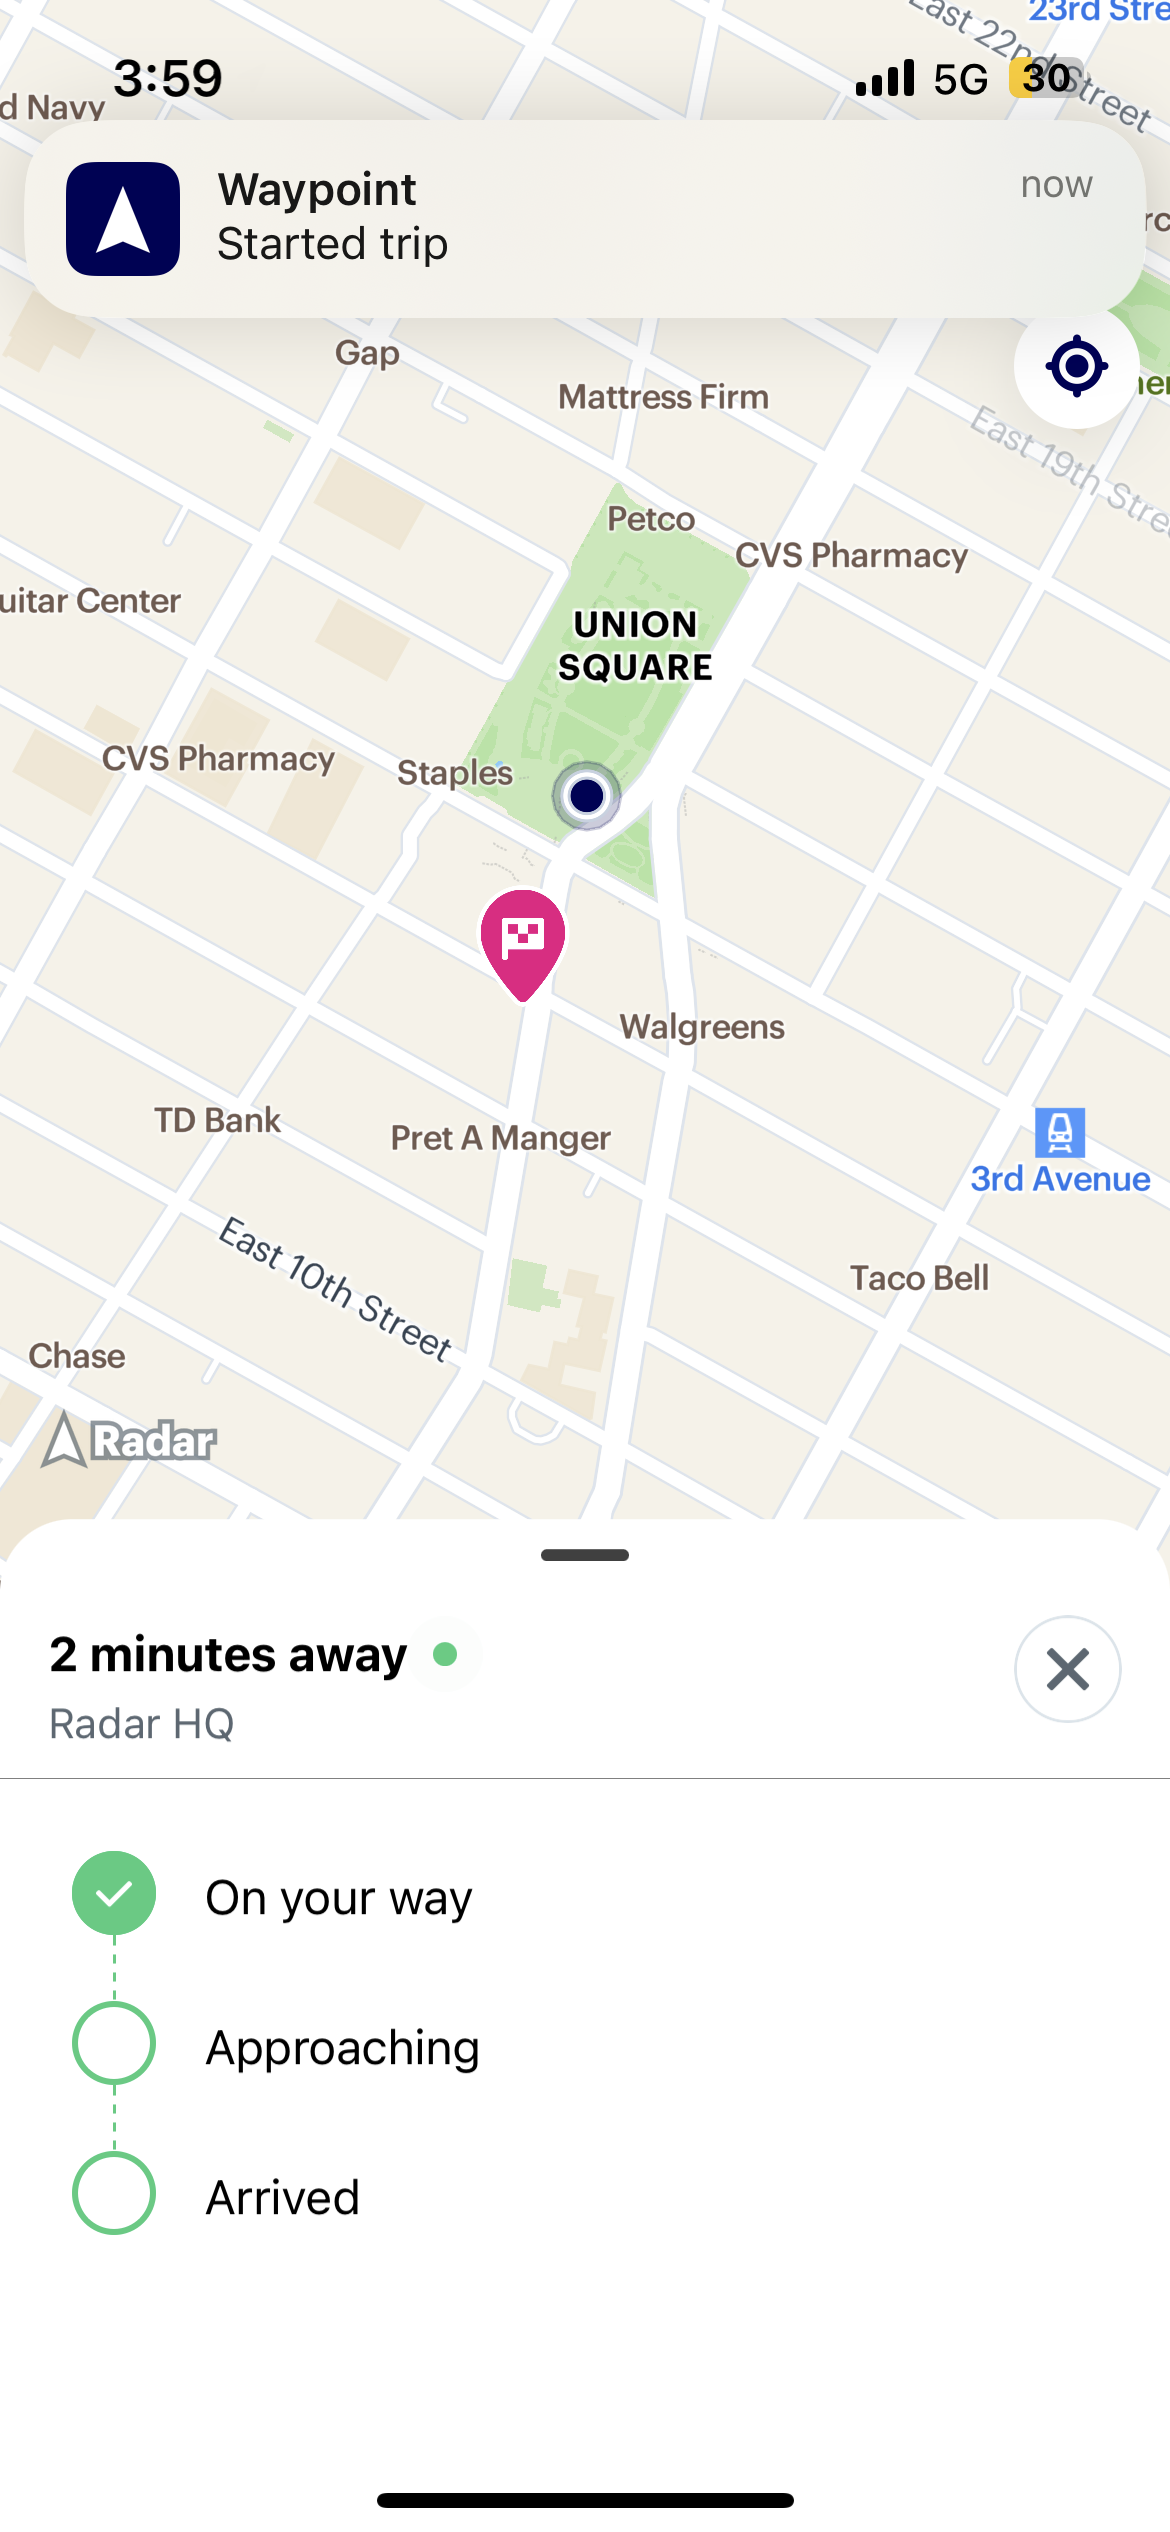 23rd Stre
East 22nd Street
3:59
5G
30
d Navy
Waypoint
now
Started trip
Gap
Mattress Firm
East 19th Stree
Petco
CVS Pharmacy
uitar Center
UNION
SQUARE
CVS Pharmacy
Staples
Walgreens
TD Bank
Pret A Manger
3rd Avenue
East 10th Street
Taco Bell
Chase
Radar
2 minutes away
Radar HQ
On your way
Approaching
Arrived